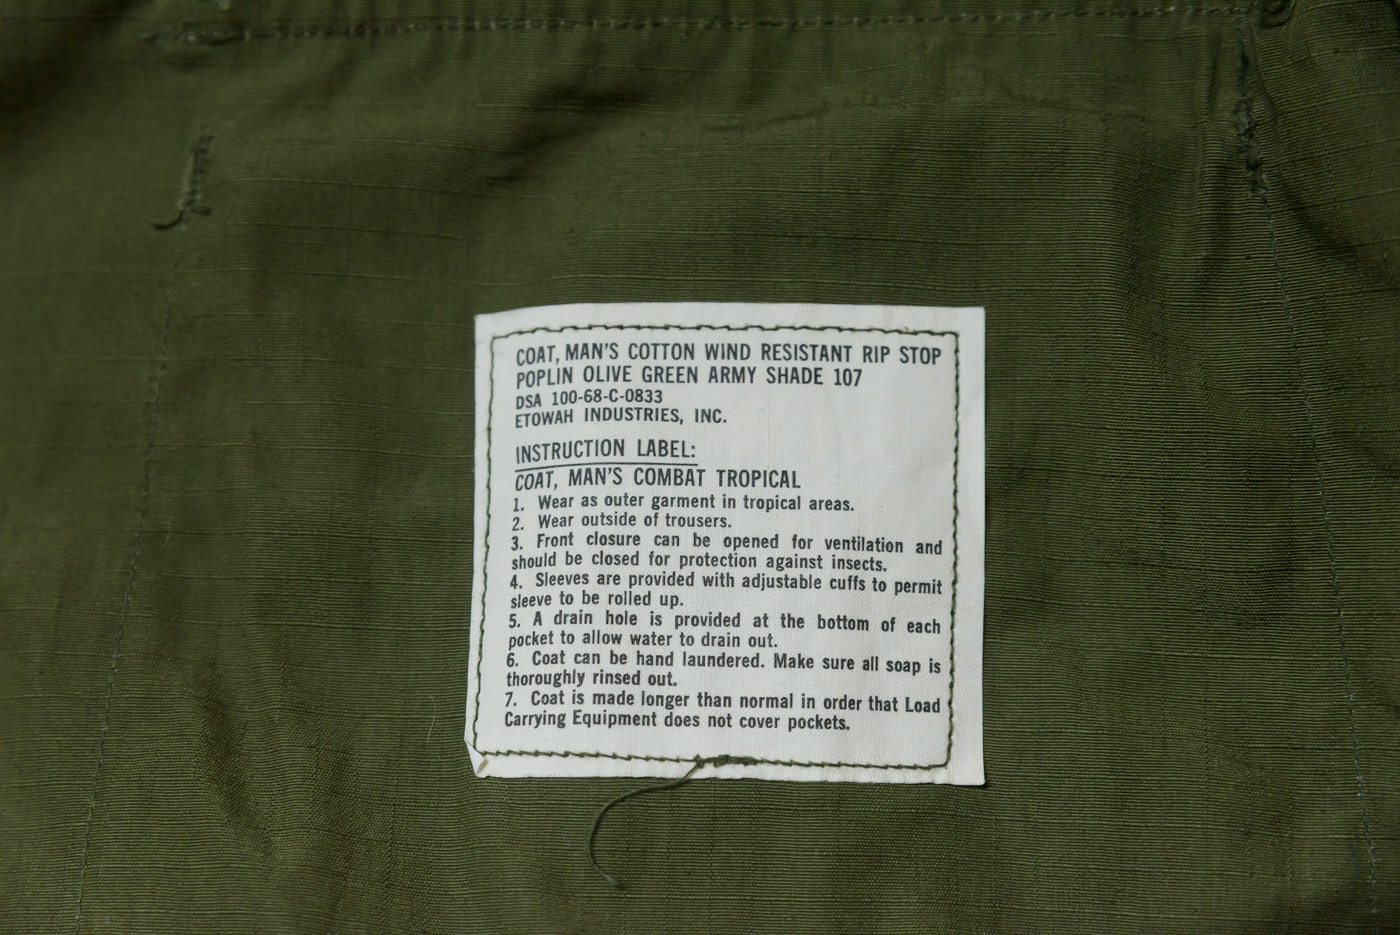 COAT, MAN'S COTTON WIND RESISTANT RIP STOP
POPLIN OLIVE GREEN ARMY SHADE 107
DSA 100-68-C-0833
ETOWAH INDUSTRIES, INC.
INSTRUCTION LABEL:
COAT, MAN'S COMBAT TROPICAL
1. Wear as outer garment in tropical areas.
2. Wear outside of trousers.
3. Front closure can be opened for ventilation and
should be closed for protection against insects.
4. Sleeves are provided with adjustable cuffs to permit
sleeve to be rolled up.
5. A drain hole is provided at the bottom of each
pocket to allow water to drain out.
6. Coat can be hand laundered. Make sure all soap is
thoroughly rinsed out.
7. Coat is made longer than normal in order that Load
Carrying Equipment does not cover pockets.